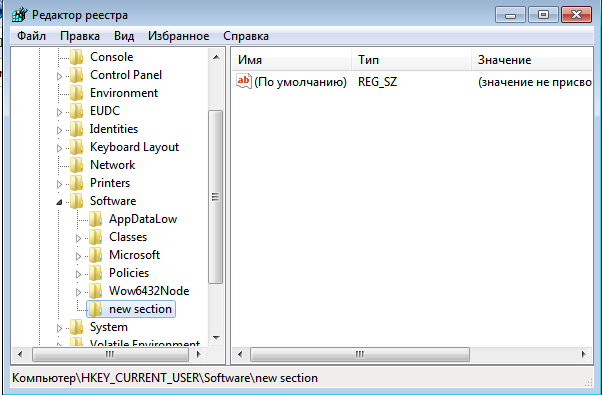 Редактор реестра
Файл Правка Вид Избранное Справка
Console
Control Panel
Environment
EUDC
Identities
Keyboard Layout
Network
Printers
Software
AppDataLow
Classes
Microsoft
Policies
Wow6432Node
new section
System
Volatile Environment
Имя Тип Значение
ab (По умолчанию) REG_SZ (значение не присво
Компьютер\HKEY_CURRENT_USER\Software\new section